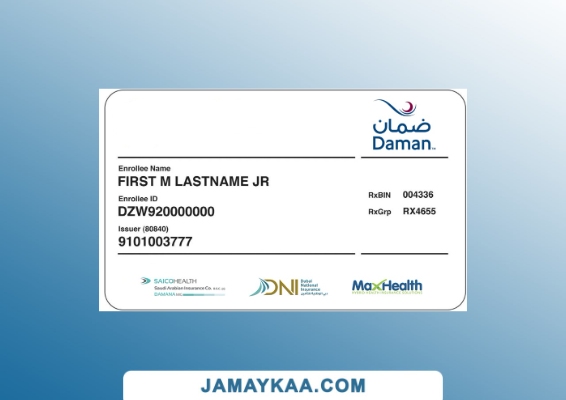 ضمان
Daman
Enrollee Name
FIRST M LASTNAME JR
Enrollee ID
DZW920000000
Issuer (80840)
9101003777
RxBIN 004336
RxGrp RX4655
SAICOHEALTH
Saudi Arabian Insurance Co.
DNI
Dubai
National
Insurance
MaxHealth
JAMAYKAA.COM